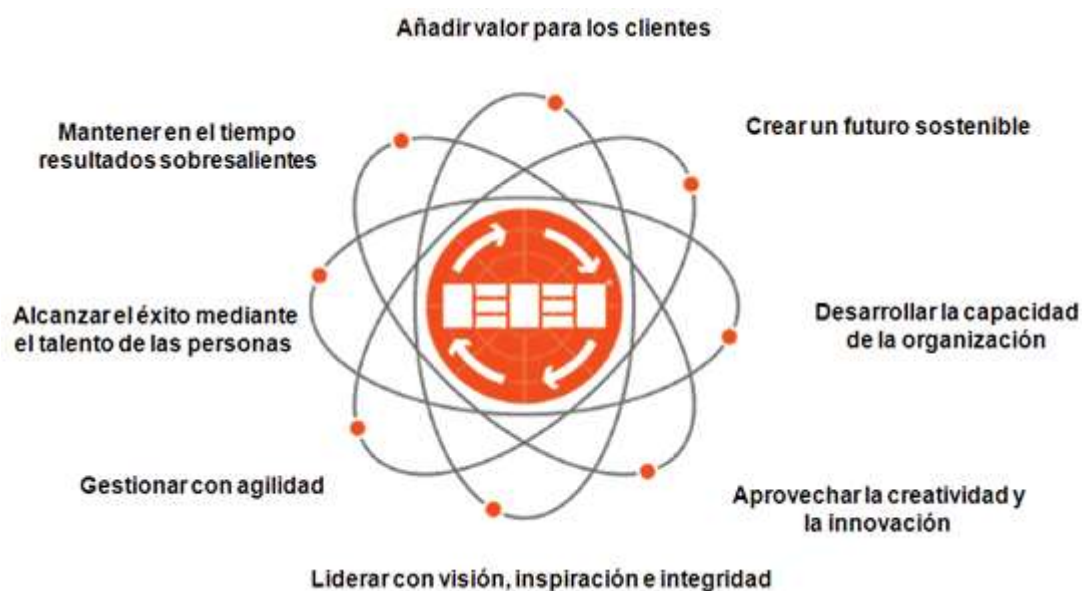 Añadir valor para los clientes
Crear un futuro sostenible
Desarrollar la capacidad
de la organización
Aprovechar la creatividad y
la innovación
Liderar con visión, inspiración e integridad
Gestionar con agilidad
Alcanzar el éxito mediante
el talento de las personas
Mantener en el tiempo
resultados sobresalientes